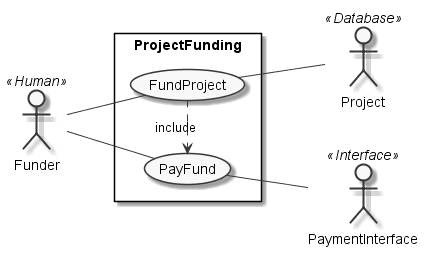 «Database»
ProjectFunding
«Human»
FundProject
Project
include
Funder
«Interface»
PayFund
PaymentInterface